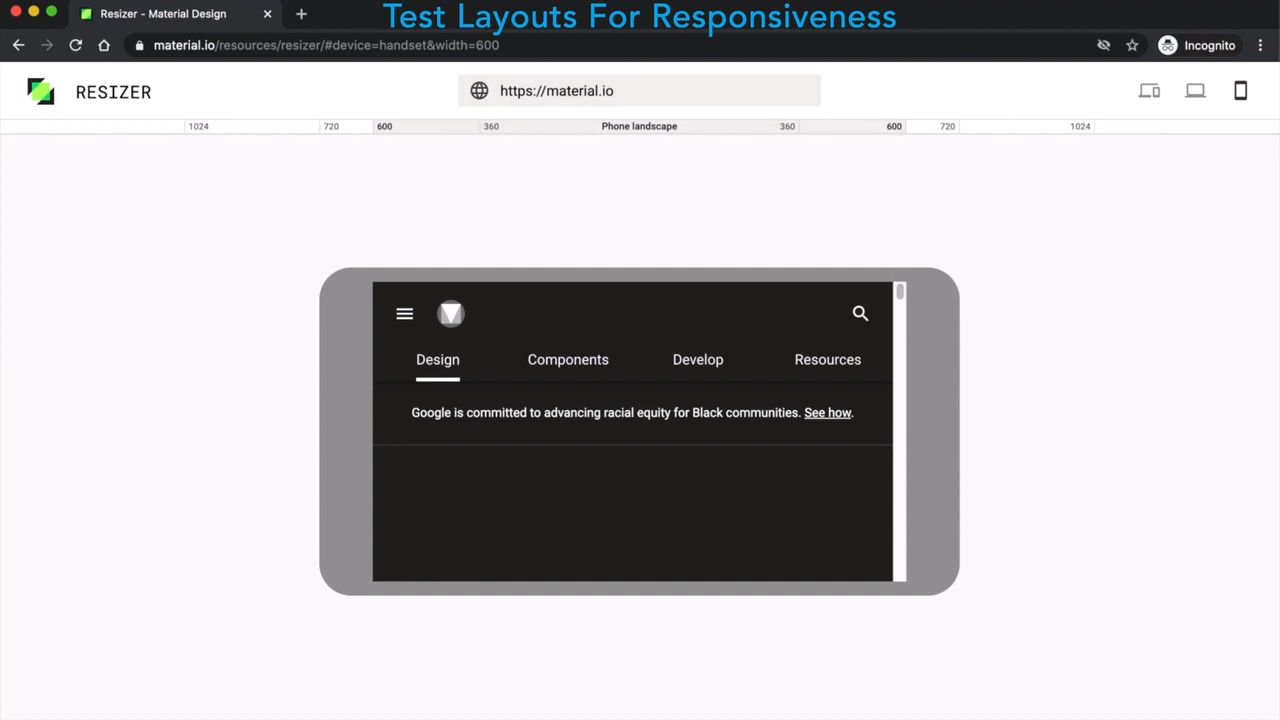 Test Layouts For Responsiveness
Resizer - Material Design
material.io/resources/resizer/#device=handset&width=600
Incognito
RESIZER
https://material.io
1024 720 600 360 Phone landscape 360 600 720 1024
Design Components Develop Resources
Google is committed to advancing racial equity for Black communities. See how.